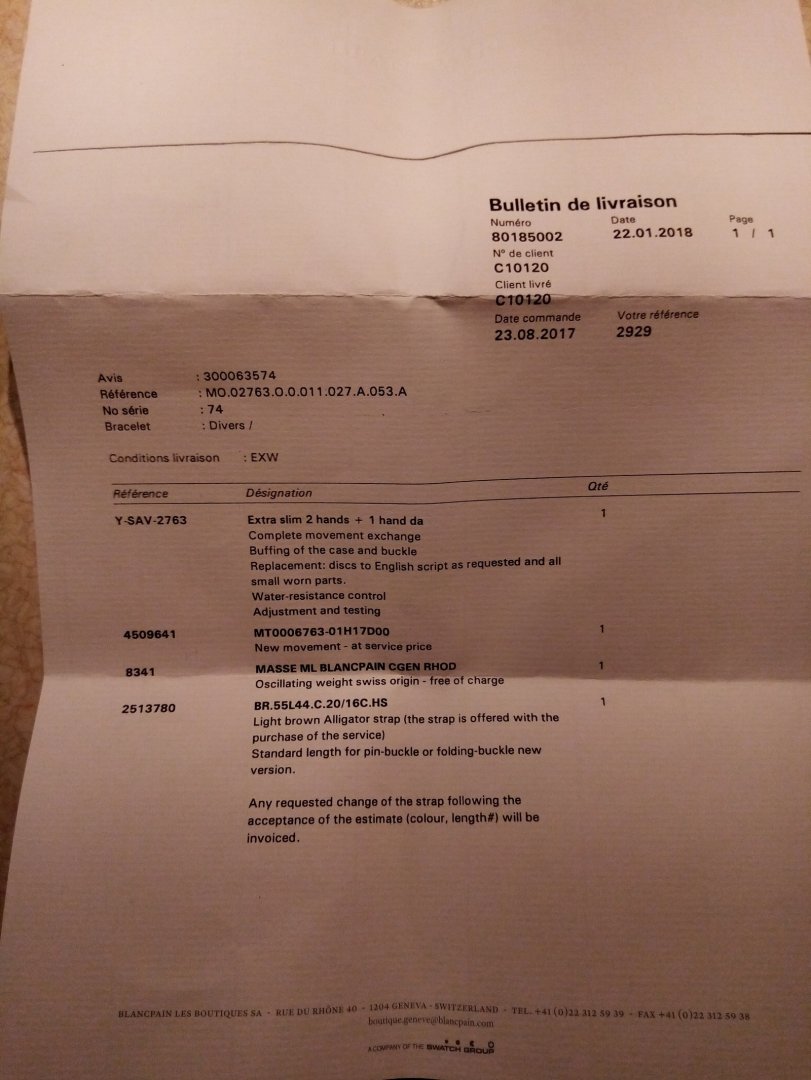 Bulletin de livraison
Numéro Date Page
80185002 22.01.2018 1 / 1
N° de client
C10120
Client livré
C10120
Date commande Votre référence
23.08.2017 2929
Avis : 300063574
Référence : MO.02763.O.0.011.027.A.053.A
No série : 74
Bracelet : Divers /
Conditions livraison : EXW
Référence Désignation Qté
Y-SAV-2763 Extra slim 2 hands + 1 hand da 1
Complete movement exchange
Buffing of the case and buckle
Replacement: discs to English script as requested and all
small worn parts.
Water-resistance control
Adjustment and testing
4509641 MT0006763-01H17D00 1
New movement - at service price
8341 MASSE ML BLANCPAIN CGEN RHOD 1
Oscillating weight swiss origin - free of charge
2513780 BR.55L44.C.20/16C.HS 1
Light brown Alligator strap (the strap is offered with the
purchase of the service)
Standard length for pin-buckle or folding-buckle new
version.
Any requested change of the strap following the
acceptance of the estimate (colour, length#) will be
invoiced.
BLANCPAIN LES BOUTIQUES SA - RUE DU RHÔNE 40 - 1204 GENEVA - SWITZERLAND - TEL. +41 (0)22 312 59 39 - FAX +41 (0)22 312 59 38
boutique.geneve@blancpain.com
A COMPANY OF THE SWATCH GROUP